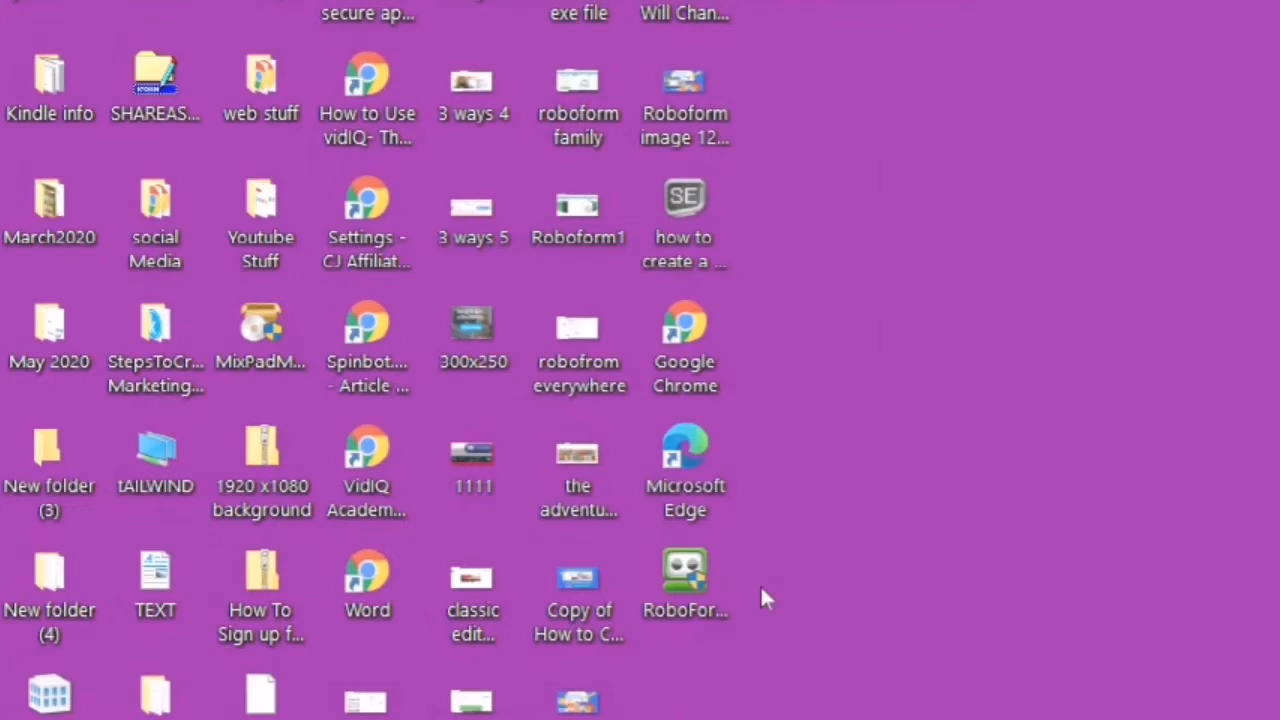 secure ap...
exe file
Will Chan...
Kindle info
SHAREAS...
web stuff
How to Use
vidIQ- Th...
3 ways 4
roboform
family
Roboform
image 12...
March2020
social
Media
Youtube
Stuff
Settings -
CJ Affiliat...
3 ways 5
Roboform1
SE
how to
create a ...
May 2020
StepsToCr...
Marketing...
MixPadM...
Spinbot....
- Article ...
300x250
robofrom
everywhere
Google
Chrome
New folder
(3)
tAILWIND
1920 x1080
background
VidIQ
Academ...
1111
the
adventu...
Microsoft
Edge
New folder
(4)
TEXT
How To
Sign up f...
Word
classic
edit...
Copy of
How to C...
RoboFor...